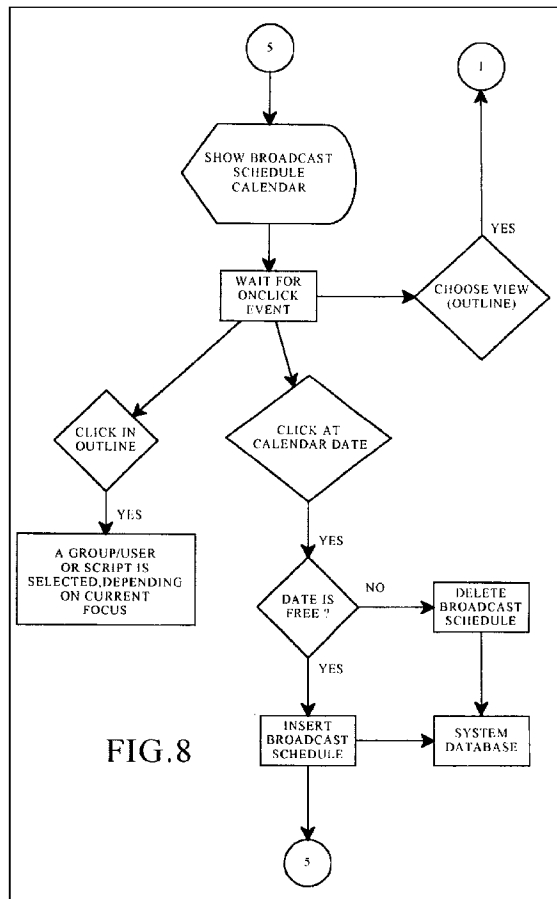 5
1
SHOW BROADCAST
SCHEDULE
CALENDAR
YES
WAIT FOR
ONCLICK
EVENT
CHOOSE VIEW
(OUTLINE)
CLICK IN
OUTLINE
CLICK AT
CALENDAR DATE
YES
A GROUP/USER
OR SCRIPT IS
SELECTED,DEPENDING
ON CURRENT
FOCUS
YES
DATE IS
FREE ?
NO
DELETE
BROADCAST
SCHEDULE
YES
FIG.8
INSERT
BROADCAST
SCHEDULE
SYSTEM
DATABASE
5